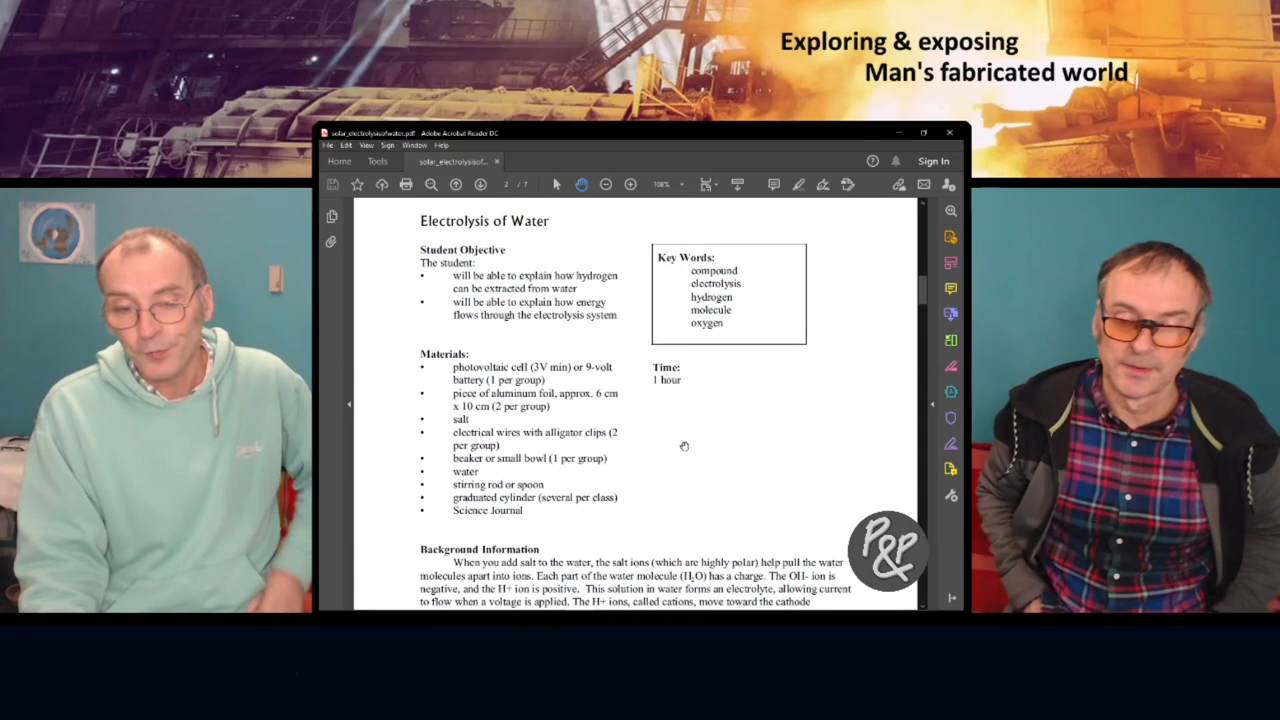 Exploring & exposing
Man's fabricated world
solar_electrolysisofwater.pdf - Adobe Acrobat Reader DC
File Edit View Sign Window Help
Home Tools solar_electrolysisof... × Sign In
2 / 7 106%
Electrolysis of Water
Student Objective
The student:
• will be able to explain how hydrogen
can be extracted from water
• will be able to explain how energy
flows through the electrolysis system
Key Words:
compound
electrolysis
hydrogen
molecule
oxygen
Materials:
• photovoltaic cell (3V min) or 9-volt
battery (1 per group)
• piece of aluminum foil, approx. 6 cm
x 10 cm (2 per group)
• salt
• electrical wires with alligator clips (2
per group)
• beaker or small bowl (1 per group)
• water
• stirring rod or spoon
• graduated cylinder (several per class)
• Science Journal
Time:
1 hour
Background Information
When you add salt to the water, the salt ions (which are highly polar) help pull the water
molecules apart into ions. Each part of the water molecule (H₂O) has a charge. The OH- ion is
negative, and the H+ ion is positive. This solution in water forms an electrolyte, allowing current
to flow when a voltage is applied. The H+ ions, called cations, move toward the cathode
P&P